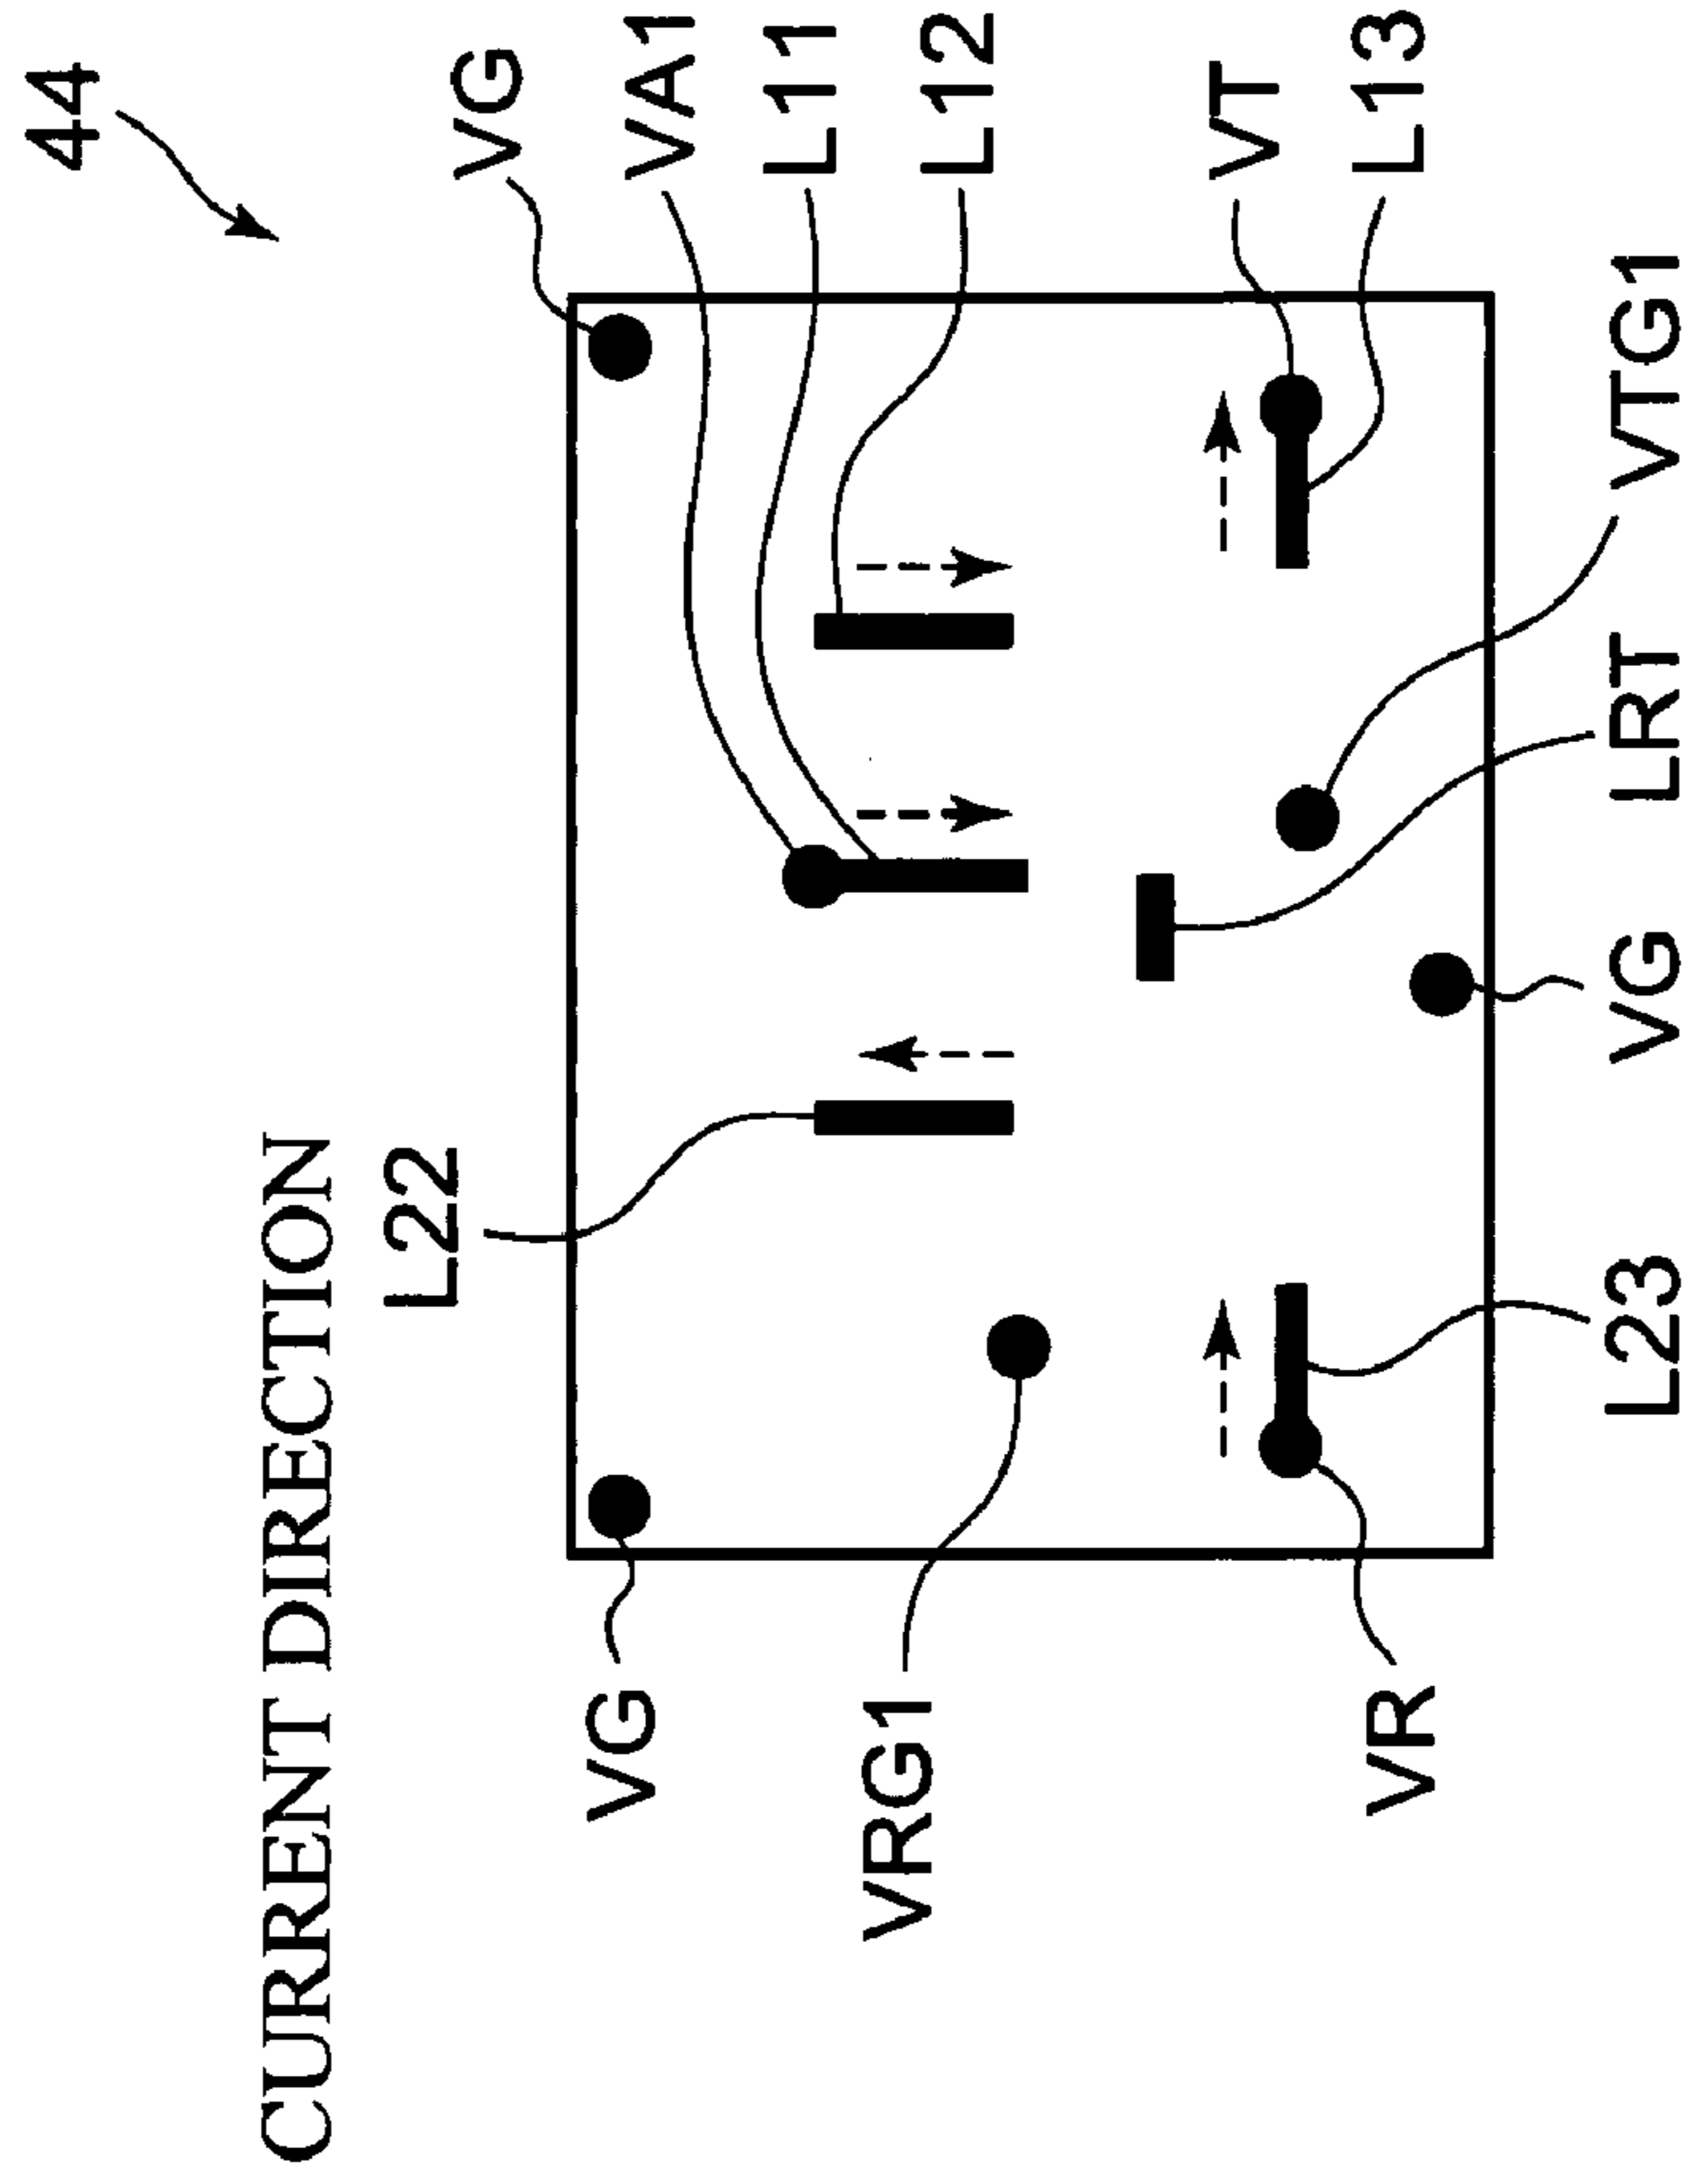 44
CURRENT DIRECTION
L22
VG
VA1
L11
L12
VT
L13
VG
VRG1
VR
L23
VG
LRT
VTG1